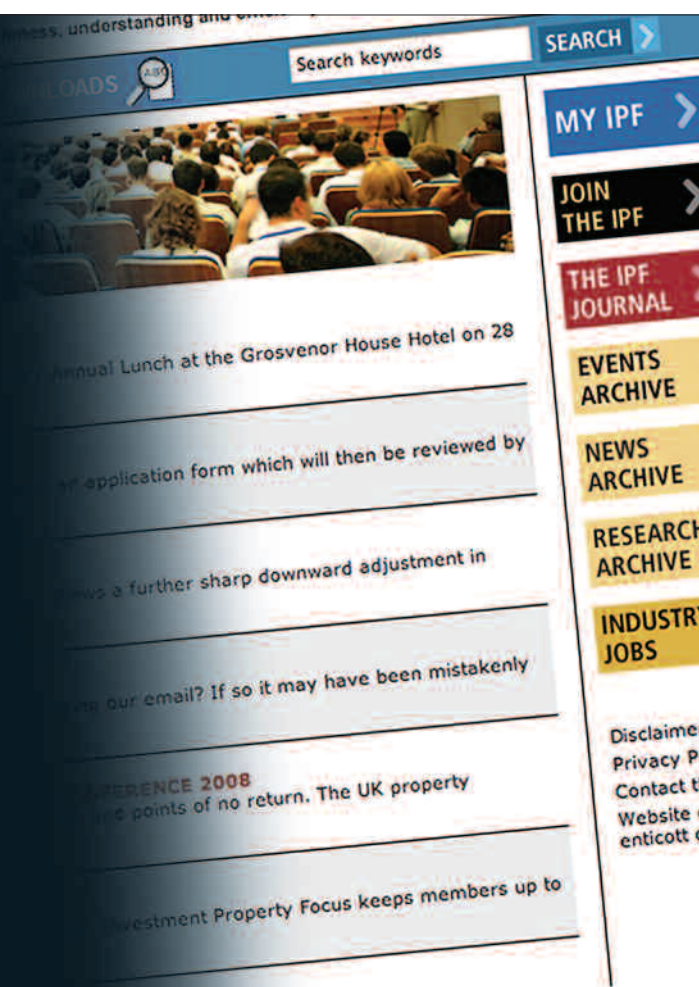 understanding and
LOADS
Search keywords
SEARCH
MY IPF
JOIN
THE IPF
THE IPF
JOURNAL
EVENTS
ARCHIVE
NEWS
ARCHIVE
RESEARCH
ARCHIVE
INDUSTRY
JOBS
Annual Lunch at the Grosvenor House Hotel on 28
application form which will then be reviewed by
a further sharp downward adjustment in
our email? If so it may have been mistakenly
FERENCE 2008
points of no return. The UK property
vestment Property Focus keeps members up to
Disclaime
Privacy P
Contact t
Website
enticott